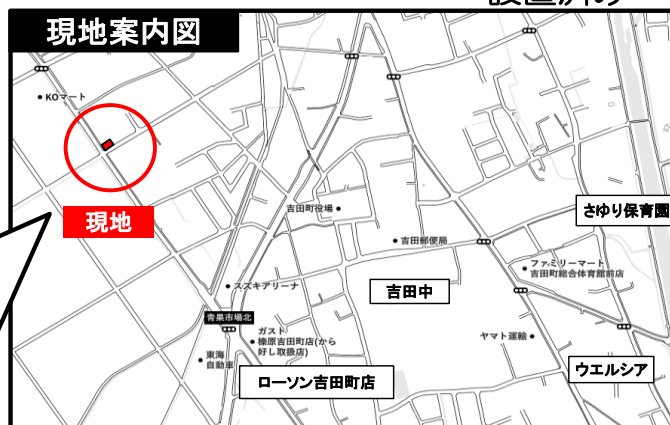 現地案内図
KOマート
現地
吉田町役場
さゆり保育園
吉田郵便局
ファミリーマート
吉田町総合体育館前店
スズキアリーナ
吉田中
青果市場北
ガスト
榛原吉田町店(から
好し取扱店)
ヤマト運輸
東海
自動車
ローソン吉田町店
ウエルシア